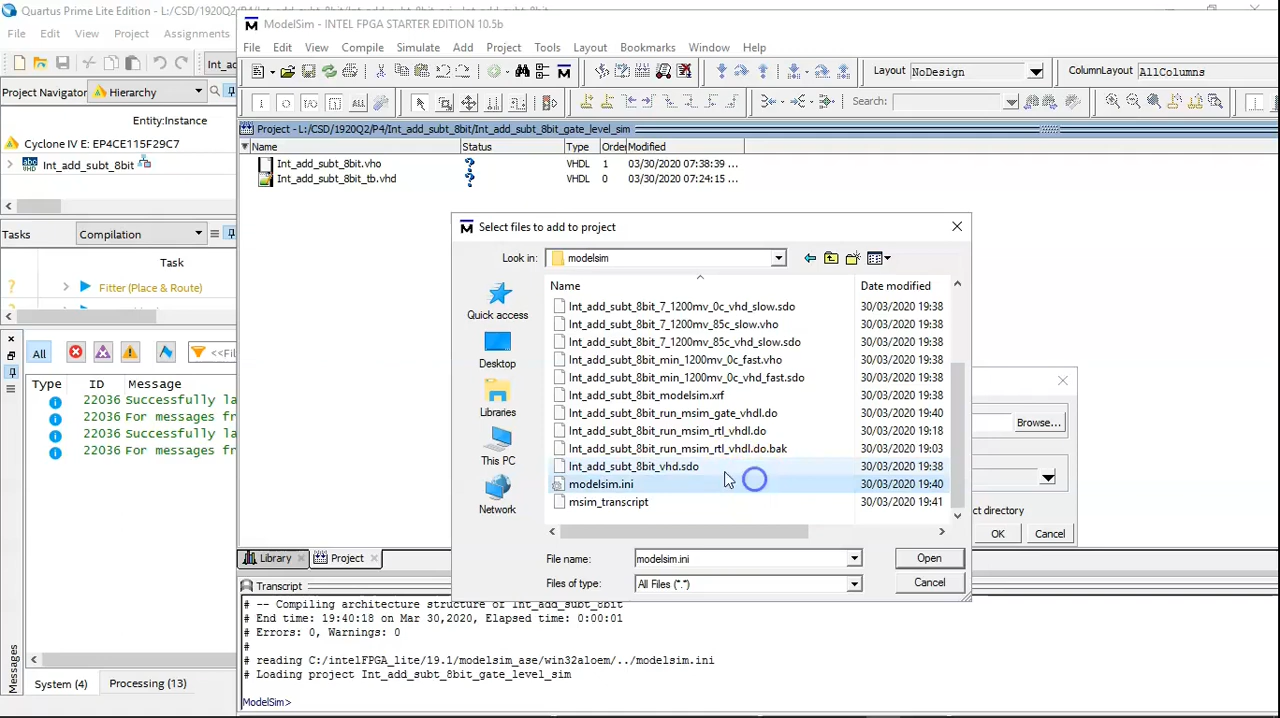 Quartus Prime Lite Edition - L:/CSD/1920Q2/P4/Int_add_subt_8bit/Int_add_subt_8bit - Int_add_subt_8bit
File Edit View Project Assignments
Int_ad
Project Navigator Hierarchy
Entity:Instance
Cyclone IV E: EP4CE115F29C7
Int_add_subt_8bit
Tasks Compilation
Task
Fitter (Place & Route)
All <<Fil
Type ID Message
22036 Successfully la
22036 For messages fr
22036 Successfully la
22036 For messages fr
Messages
System (4) Processing (13)
ModelSim - INTEL FPGA STARTER EDITION 10.5b
File Edit View Compile Simulate Add Project Tools Layout Bookmarks Window Help
Layout NoDesign ColumnLayout AllColumns
Search:
Project - L:/CSD/1920Q2/P4/Int_add_subt_8bit/Int_add_subt_8bit_gate_level_sim
Name Status Type Order Modified
Int_add_subt_8bit.vho VHDL 1 03/30/2020 07:38:39 ...
Int_add_subt_8bit_tb.vhd VHDL 0 03/30/2020 07:24:15 ...
Select files to add to project
Look in: modelsim
Name Date modified
Int_add_subt_8bit_7_1200mv_0c_vhd_slow.sdo 30/03/2020 19:38
Int_add_subt_8bit_7_1200mv_85c_slow.vho 30/03/2020 19:38
Int_add_subt_8bit_7_1200mv_85c_vhd_slow.sdo 30/03/2020 19:38
Int_add_subt_8bit_min_1200mv_0c_fast.vho 30/03/2020 19:38
Int_add_subt_8bit_min_1200mv_0c_vhd_fast.sdo 30/03/2020 19:38
Int_add_subt_8bit_modelsim.xrf 30/03/2020 19:38
Int_add_subt_8bit_run_msim_gate_vhdl.do 30/03/2020 19:40
Int_add_subt_8bit_run_msim_rtl_vhdl.do 30/03/2020 19:18
Int_add_subt_8bit_run_msim_rtl_vhdl.do.bak 30/03/2020 19:03
Int_add_subt_8bit_vhd.sdo 30/03/2020 19:38
modelsim.ini 30/03/2020 19:40
msim_transcript 30/03/2020 19:41
Quick access
Desktop
Libraries
This PC
Network
File name: modelsim.ini Open
Files of type: All Files (*.*) Cancel
Browse...
ct directory
OK Cancel
Library Project
Transcript
# -- Compiling architecture structure of Int_add_subt_8bit
# End time: 19:40:18 on Mar 30,2020, Elapsed time: 0:00:01
# Errors: 0, Warnings: 0
#
# reading C:/intelFPGA_lite/19.1/modelsim_ase/win32aloem/../modelsim.ini
# Loading project Int_add_subt_8bit_gate_level_sim
ModelSim>